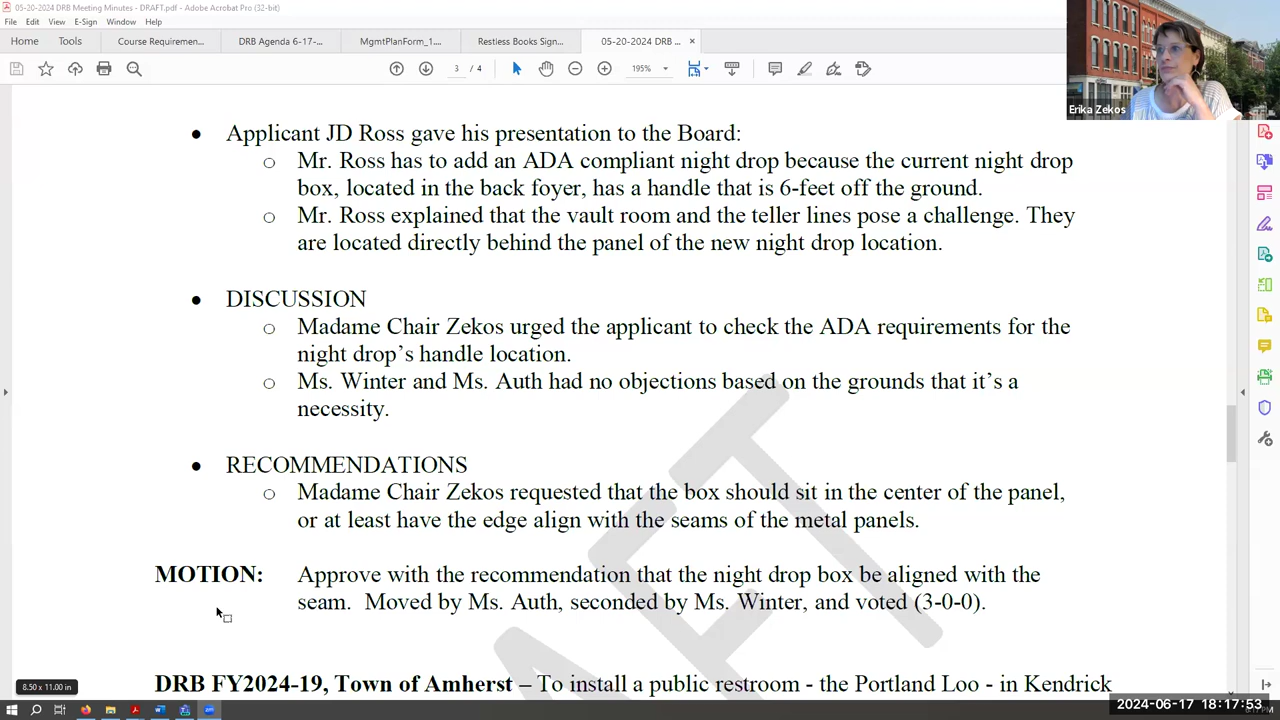 05-20-2024 DRB Meeting Minutes - DRAFT.pdf - Adobe Acrobat Pro (32-bit)
File Edit View E-Sign Window Help
Home Tools Course Requiremen... DRB Agenda 6-17-... MgmtPlanForm_1... Restless Books Sign... 05-20-2024 DRB ... ×
3 / 4 195%
Erika Zekos
• Applicant JD Ross gave his presentation to the Board:
o Mr. Ross has to add an ADA compliant night drop because the current night drop
box, located in the back foyer, has a handle that is 6-feet off the ground.
o Mr. Ross explained that the vault room and the teller lines pose a challenge. They
are located directly behind the panel of the new night drop location.
• DISCUSSION
o Madame Chair Zekos urged the applicant to check the ADA requirements for the
night drop’s handle location.
o Ms. Winter and Ms. Auth had no objections based on the grounds that it’s a
necessity.
• RECOMMENDATIONS
o Madame Chair Zekos requested that the box should sit in the center of the panel,
or at least have the edge align with the seams of the metal panels.
MOTION: Approve with the recommendation that the night drop box be aligned with the
seam. Moved by Ms. Auth, seconded by Ms. Winter, and voted (3-0-0).
DRB FY2024-19, Town of Amherst – To install a public restroom - the Portland Loo - in Kendrick
8.50 x 11.00 in
2024-06-17 18:17:53